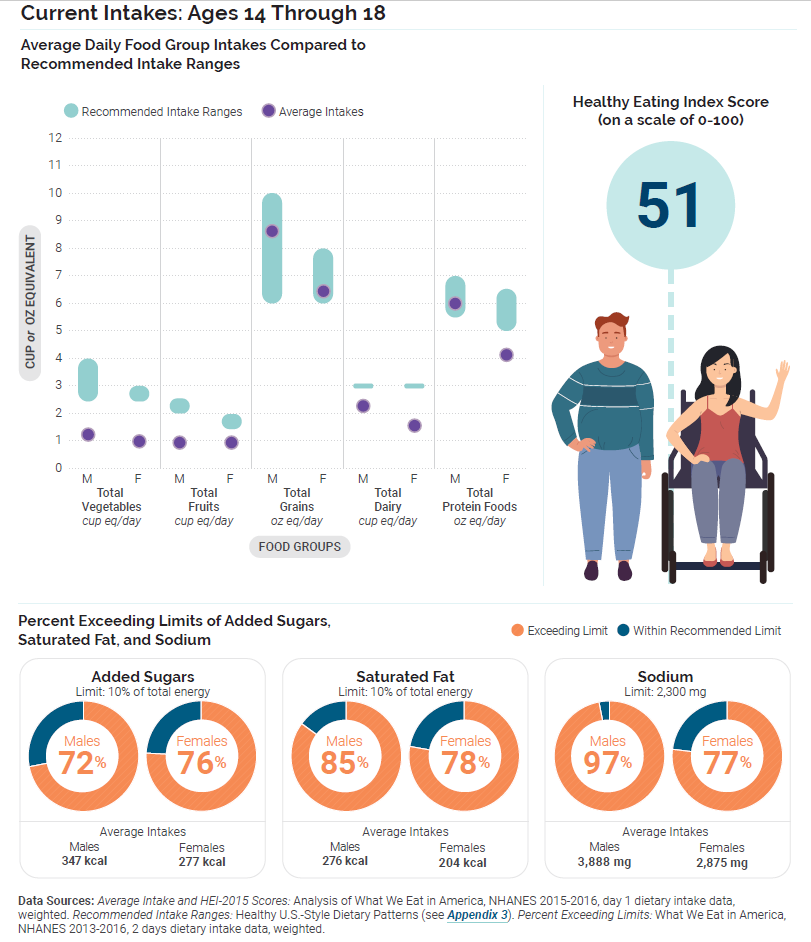 Current Intakes: Ages 14 Through 18
Average Daily Food Group Intakes Compared to
Recommended Intake Ranges
Recommended Intake Ranges
Average Intakes
12
11
10
9
8
7
6
5
4
3
2
1
0
CUP or OZ EQUIVALENT
M F M F M F M F M F
Total Vegetables cup eq/day
Total Fruits cup eq/day
Total Grains oz eq/day
Total Dairy cup eq/day
Total Protein Foods oz eq/day
FOOD GROUPS
Healthy Eating Index Score
(on a scale of 0-100)
51
Percent Exceeding Limits of Added Sugars,
Saturated Fat, and Sodium
Exceeding Limit
Within Recommended Limit
Added Sugars
Limit: 10% of total energy
Males
72%
Females
76%
Average Intakes
Males
347 kcal
Females
277 kcal
Saturated Fat
Limit: 10% of total energy
Males
85%
Females
78%
Average Intakes
Males
276 kcal
Females
204 kcal
Sodium
Limit: 2,300 mg
Males
97%
Females
77%
Average Intakes
Males
3,888 mg
Females
2,875 mg
Data Sources: Average Intake and HEI-2015 Scores: Analysis of What We Eat in America, NHANES 2015-2016, day 1 dietary intake data,
weighted. Recommended Intake Ranges: Healthy U.S.-Style Dietary Patterns (see Appendix 3). Percent Exceeding Limits: What We Eat in America,
NHANES 2013-2016, 2 days dietary intake data, weighted.